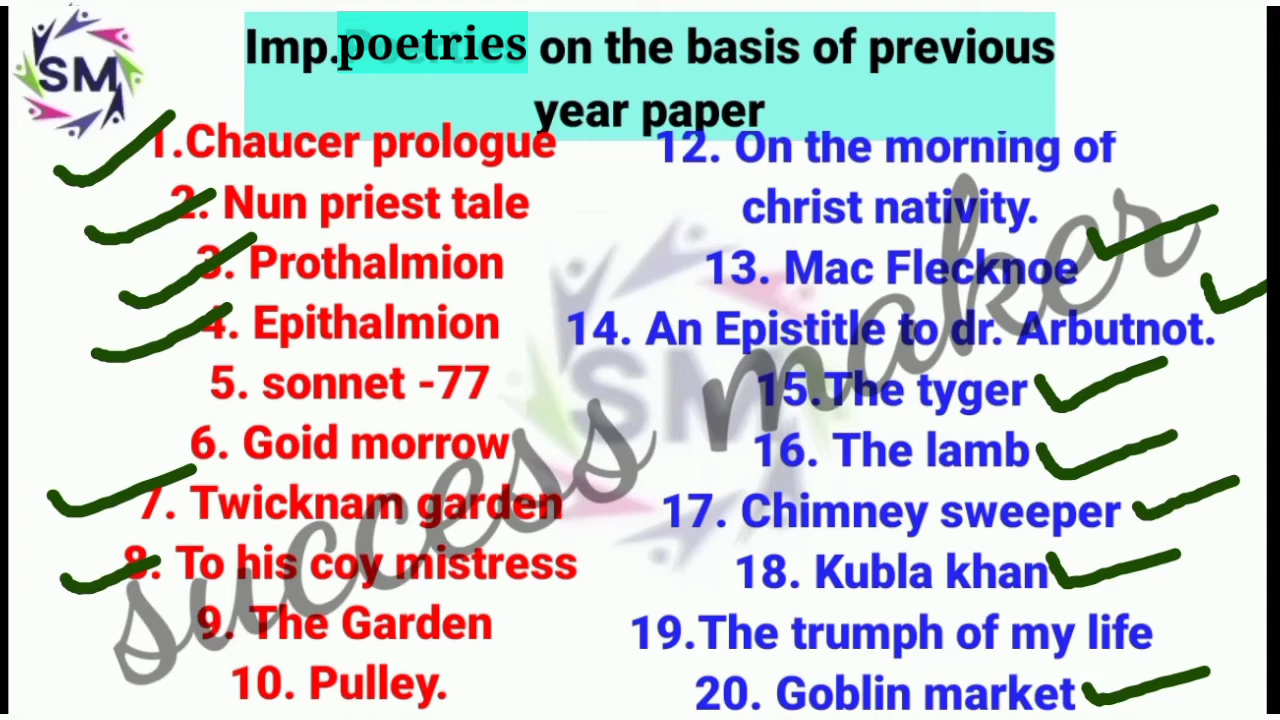 SM
Imp.poetries on the basis of previous
year paper
1.Chaucer prologue
2. Nun priest tale
3. Prothalmion
4. Epithalmion
5. sonnet -77
6. Goid morrow
7. Twicknam garden
8. To his coy mistress
9. The Garden
10. Pulley.
12. On the morning of
christ nativity.
13. Mac Flecknoe
14. An Epistitle to dr. Arbutnot.
15.The tyger
16. The lamb
17. Chimney sweeper
18. Kubla khan
19.The trumph of my life
20. Goblin market
SM
success maker